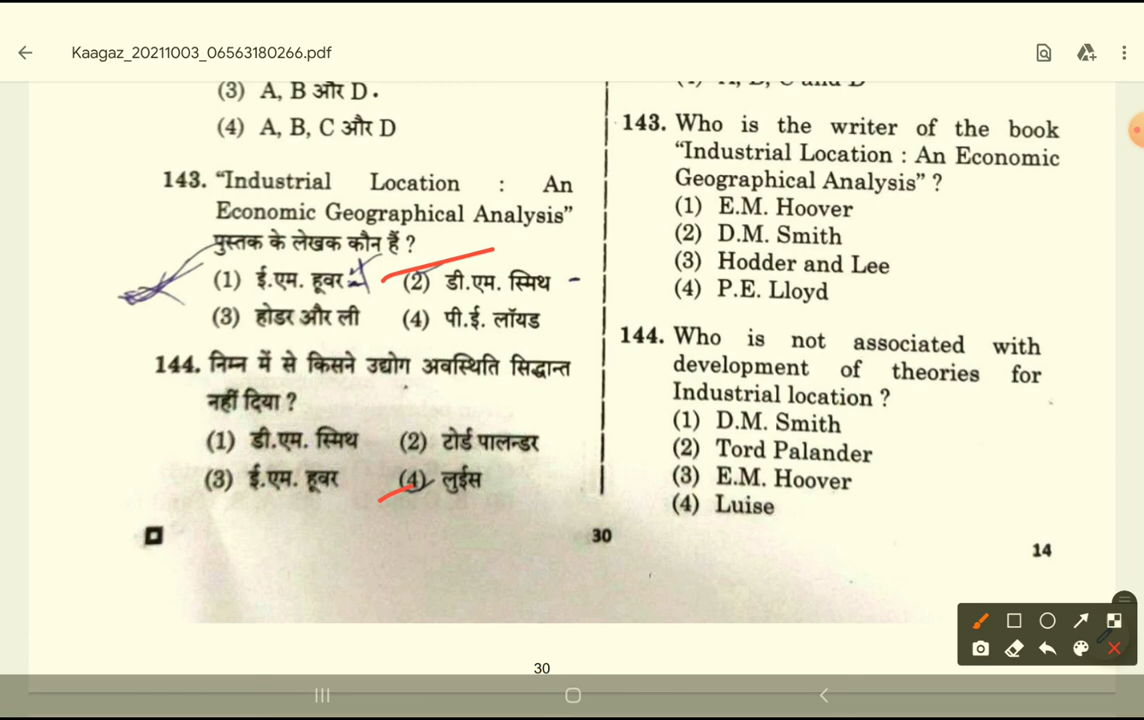 Kaagaz_20211003_06563180266.pdf
(3) A, B और D.
(4) A, B, C और D
143. “Industrial Location : An
Economic Geographical Analysis”
पुस्तक के लेखक कौन हैं ?
(1) ई.एम. हूवर (2) डी.एम. स्मिथ
(3) होडर और ली (4) पी.ई. लॉयड
144. निम्न में से किसने उद्योग अवस्थिति सिद्धान्त
नहीं दिया ?
(1) डी.एम. स्मिथ (2) टोर्ड पालन्डर
(3) ई.एम. हूवर (4) लुईस
(4) A, B, C and D
143. Who is the writer of the book
“Industrial Location : An Economic
Geographical Analysis” ?
(1) E.M. Hoover
(2) D.M. Smith
(3) Hodder and Lee
(4) P.E. Lloyd
144. Who is not associated with
development of theories for
Industrial location ?
(1) D.M. Smith
(2) Tord Palander
(3) E.M. Hoover
(4) Luise
30
14
30